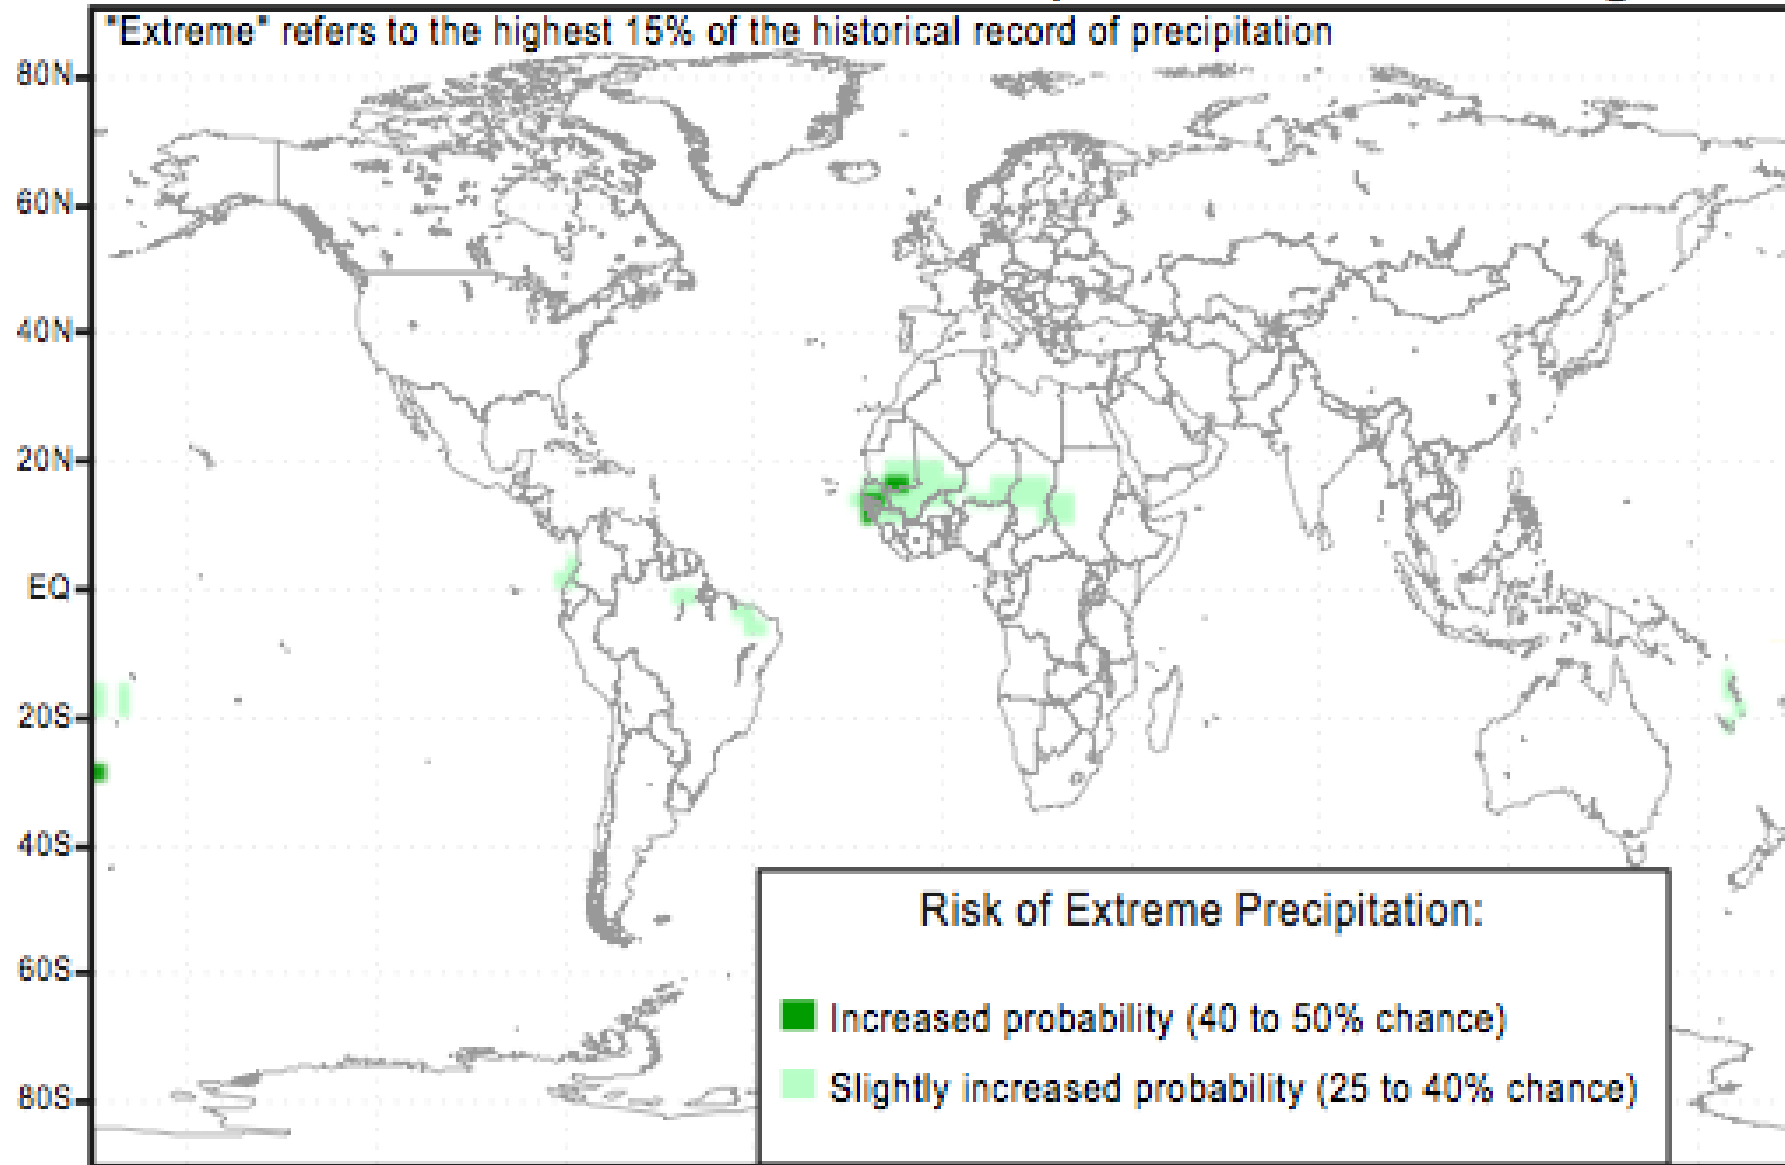 "Extreme" refers to the highest 15% of the historical record of precipitation
80N
60N
40N
20N
EQ
20S
40S
60S
80S
Risk of Extreme Precipitation:
Increased probability (40 to 50% chance)
Slightly increased probability (25 to 40% chance)